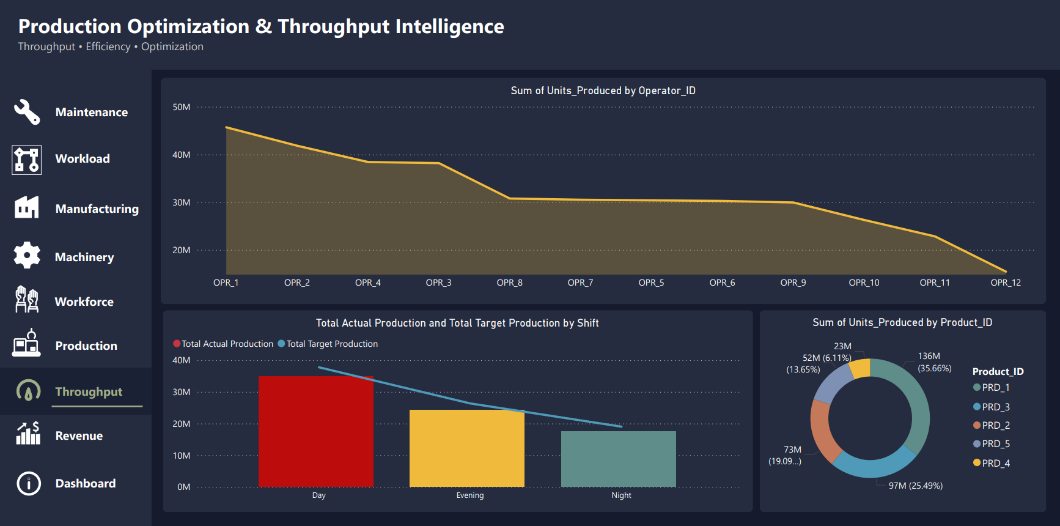 Production Optimization & Throughput Intelligence
Throughput • Efficiency • Optimization
Maintenance
Workload
Manufacturing
Machinery
Workforce
Production
Throughput
Revenue
Dashboard
Sum of Units_Produced by Operator_ID
50M
40M
30M
20M
OPR_1 OPR_2 OPR_4 OPR_3 OPR_8 OPR_7 OPR_5 OPR_6 OPR_9 OPR_10 OPR_11 OPR_12
Total Actual Production and Total Target Production by Shift
Total Actual Production Total Target Production
40M
30M
20M
10M
0M
Day Evening Night
Sum of Units_Produced by Product_ID
23M
(6.11%)
52M
(13.65%)
136M
(35.66%)
73M
(19.09...)
97M (25.49%)
Product_ID
PRD_1
PRD_3
PRD_2
PRD_5
PRD_4